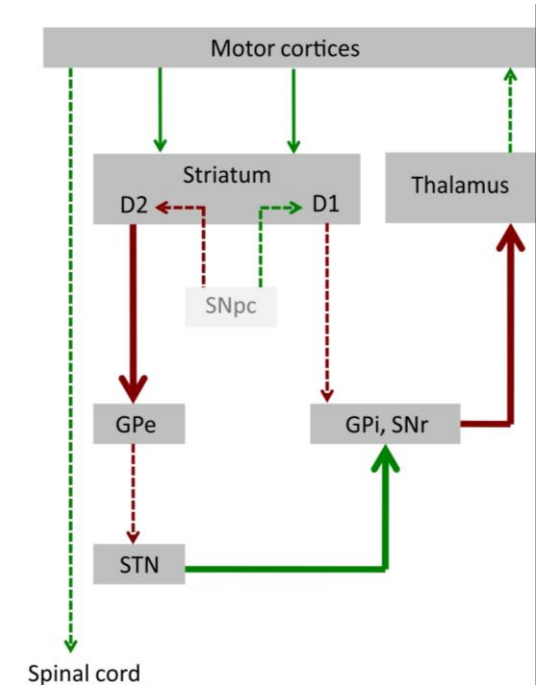 Motor cortices
Striatum
Thalamus
D2
D1
SNpc
GPe
GPi, SNr
STN
Spinal cord